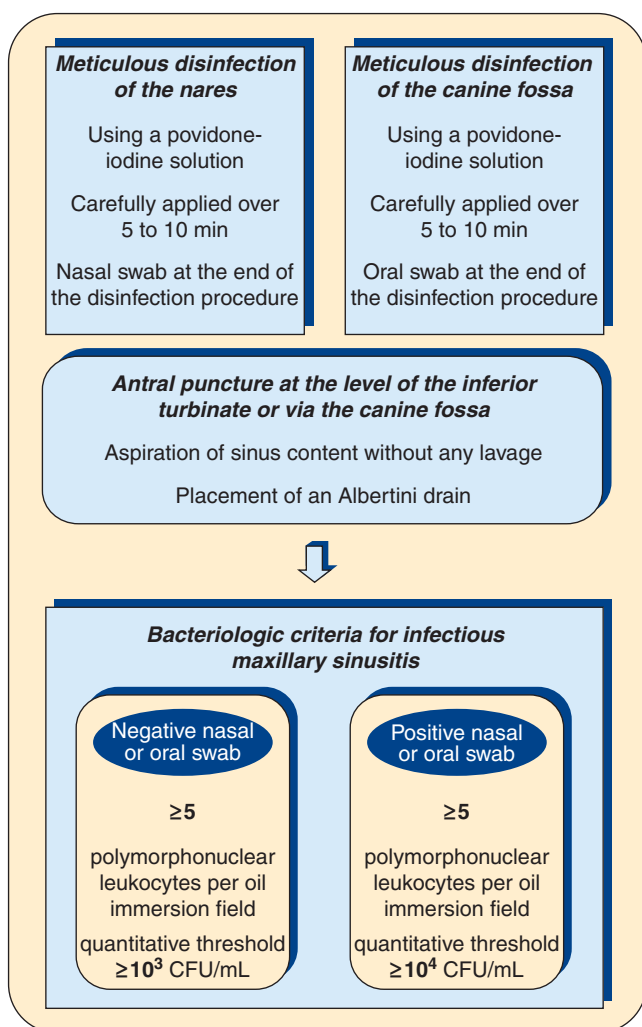 Meticulous disinfection
of the nares
Using a povidone-
iodine solution
Carefully applied over
5 to 10 min
Nasal swab at the end of
the disinfection procedure
Meticulous disinfection
of the canine fossa
Using a povidone-
iodine solution
Carefully applied over
5 to 10 min
Oral swab at the end of
the disinfection procedure
Antral puncture at the level of the inferior
turbinate or via the canine fossa
Aspiration of sinus content without any lavage
Placement of an Albertini drain
Bacteriologic criteria for infectious
maxillary sinusitis
Negative nasal
or oral swab
≥5
polymorphonuclear
leukocytes per oil
immersion field
quantitative threshold
≥10³ CFU/mL
Positive nasal
or oral swab
≥5
polymorphonuclear
leukocytes per oil
immersion field
quantitative threshold
≥10⁴ CFU/mL